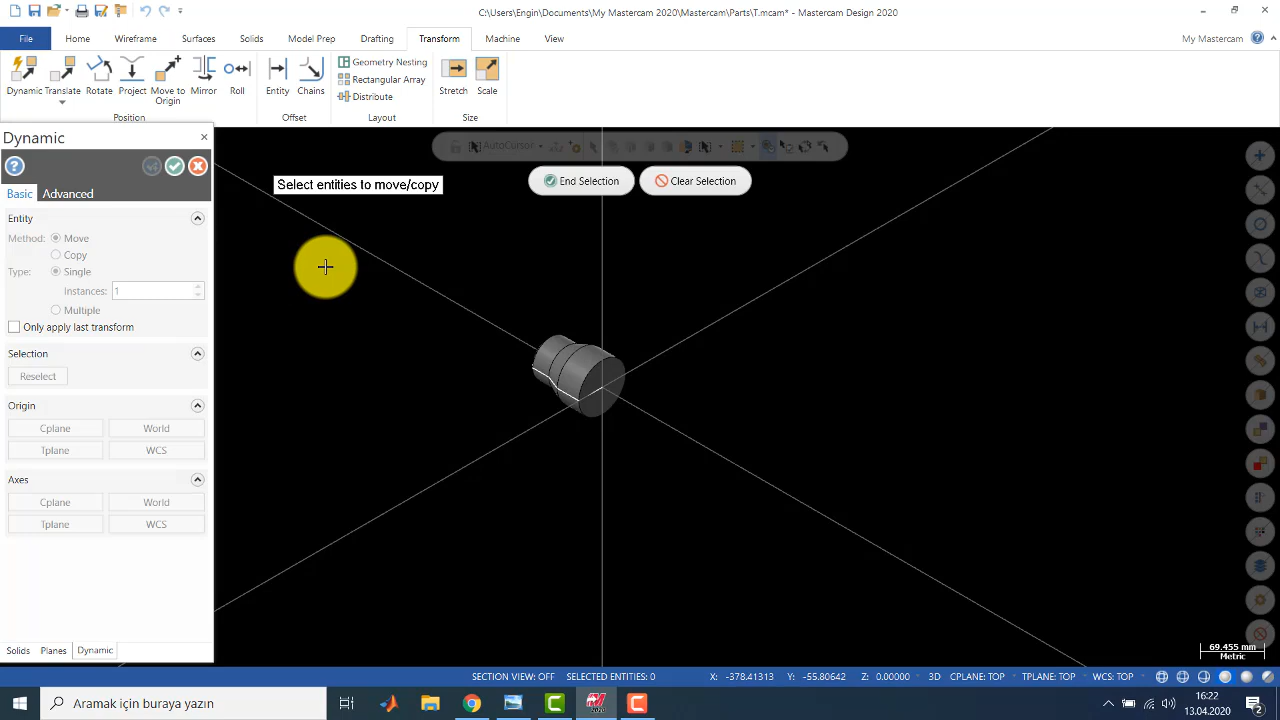 C:\Users\Engin\Documents\My Mastercam 2020\Mastercam\Parts\T.mcam* - Mastercam Design 2020
File Home Wireframe Surfaces Solids Model Prep Drafting Transform Machine View My Mastercam
Dynamic Translate Rotate Project Move to Origin Mirror Roll
Position
Entity Chains
Offset
Geometry Nesting
Rectangular Array
Distribute
Layout
Stretch Scale
Size
Dynamic
Basic Advanced
Entity
Method: Move
Copy
Type: Single
Instances: 1
Multiple
Only apply last transform
Selection
Reselect
Origin
Cplane World
Tplane WCS
Axes
Cplane World
Tplane WCS
Solids Planes Dynamic
AutoCursor
Select entities to move/copy
End Selection Clear Selection
69.455 mm
Metric
SECTION VIEW: OFF SELECTED ENTITIES: 0 X: -378.41313 Y: -55.80642 Z: 0.00000 3D CPLANE: TOP TPLANE: TOP WCS: TOP
Aramak için buraya yazın
16:22
13.04.2020
2